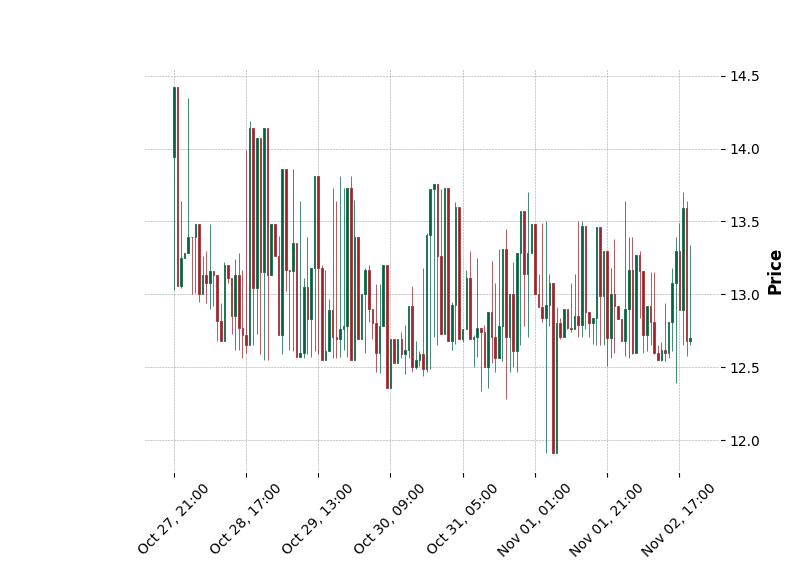 14.5
14.0
13.5
13.0
12.5
12.0
Price
Oct 27, 21:00
Oct 28, 17:00
Oct 29, 13:00
Oct 30, 09:00
Oct 31, 05:00
Nov 01, 01:00
Nov 01, 21:00
Nov 02, 17:00